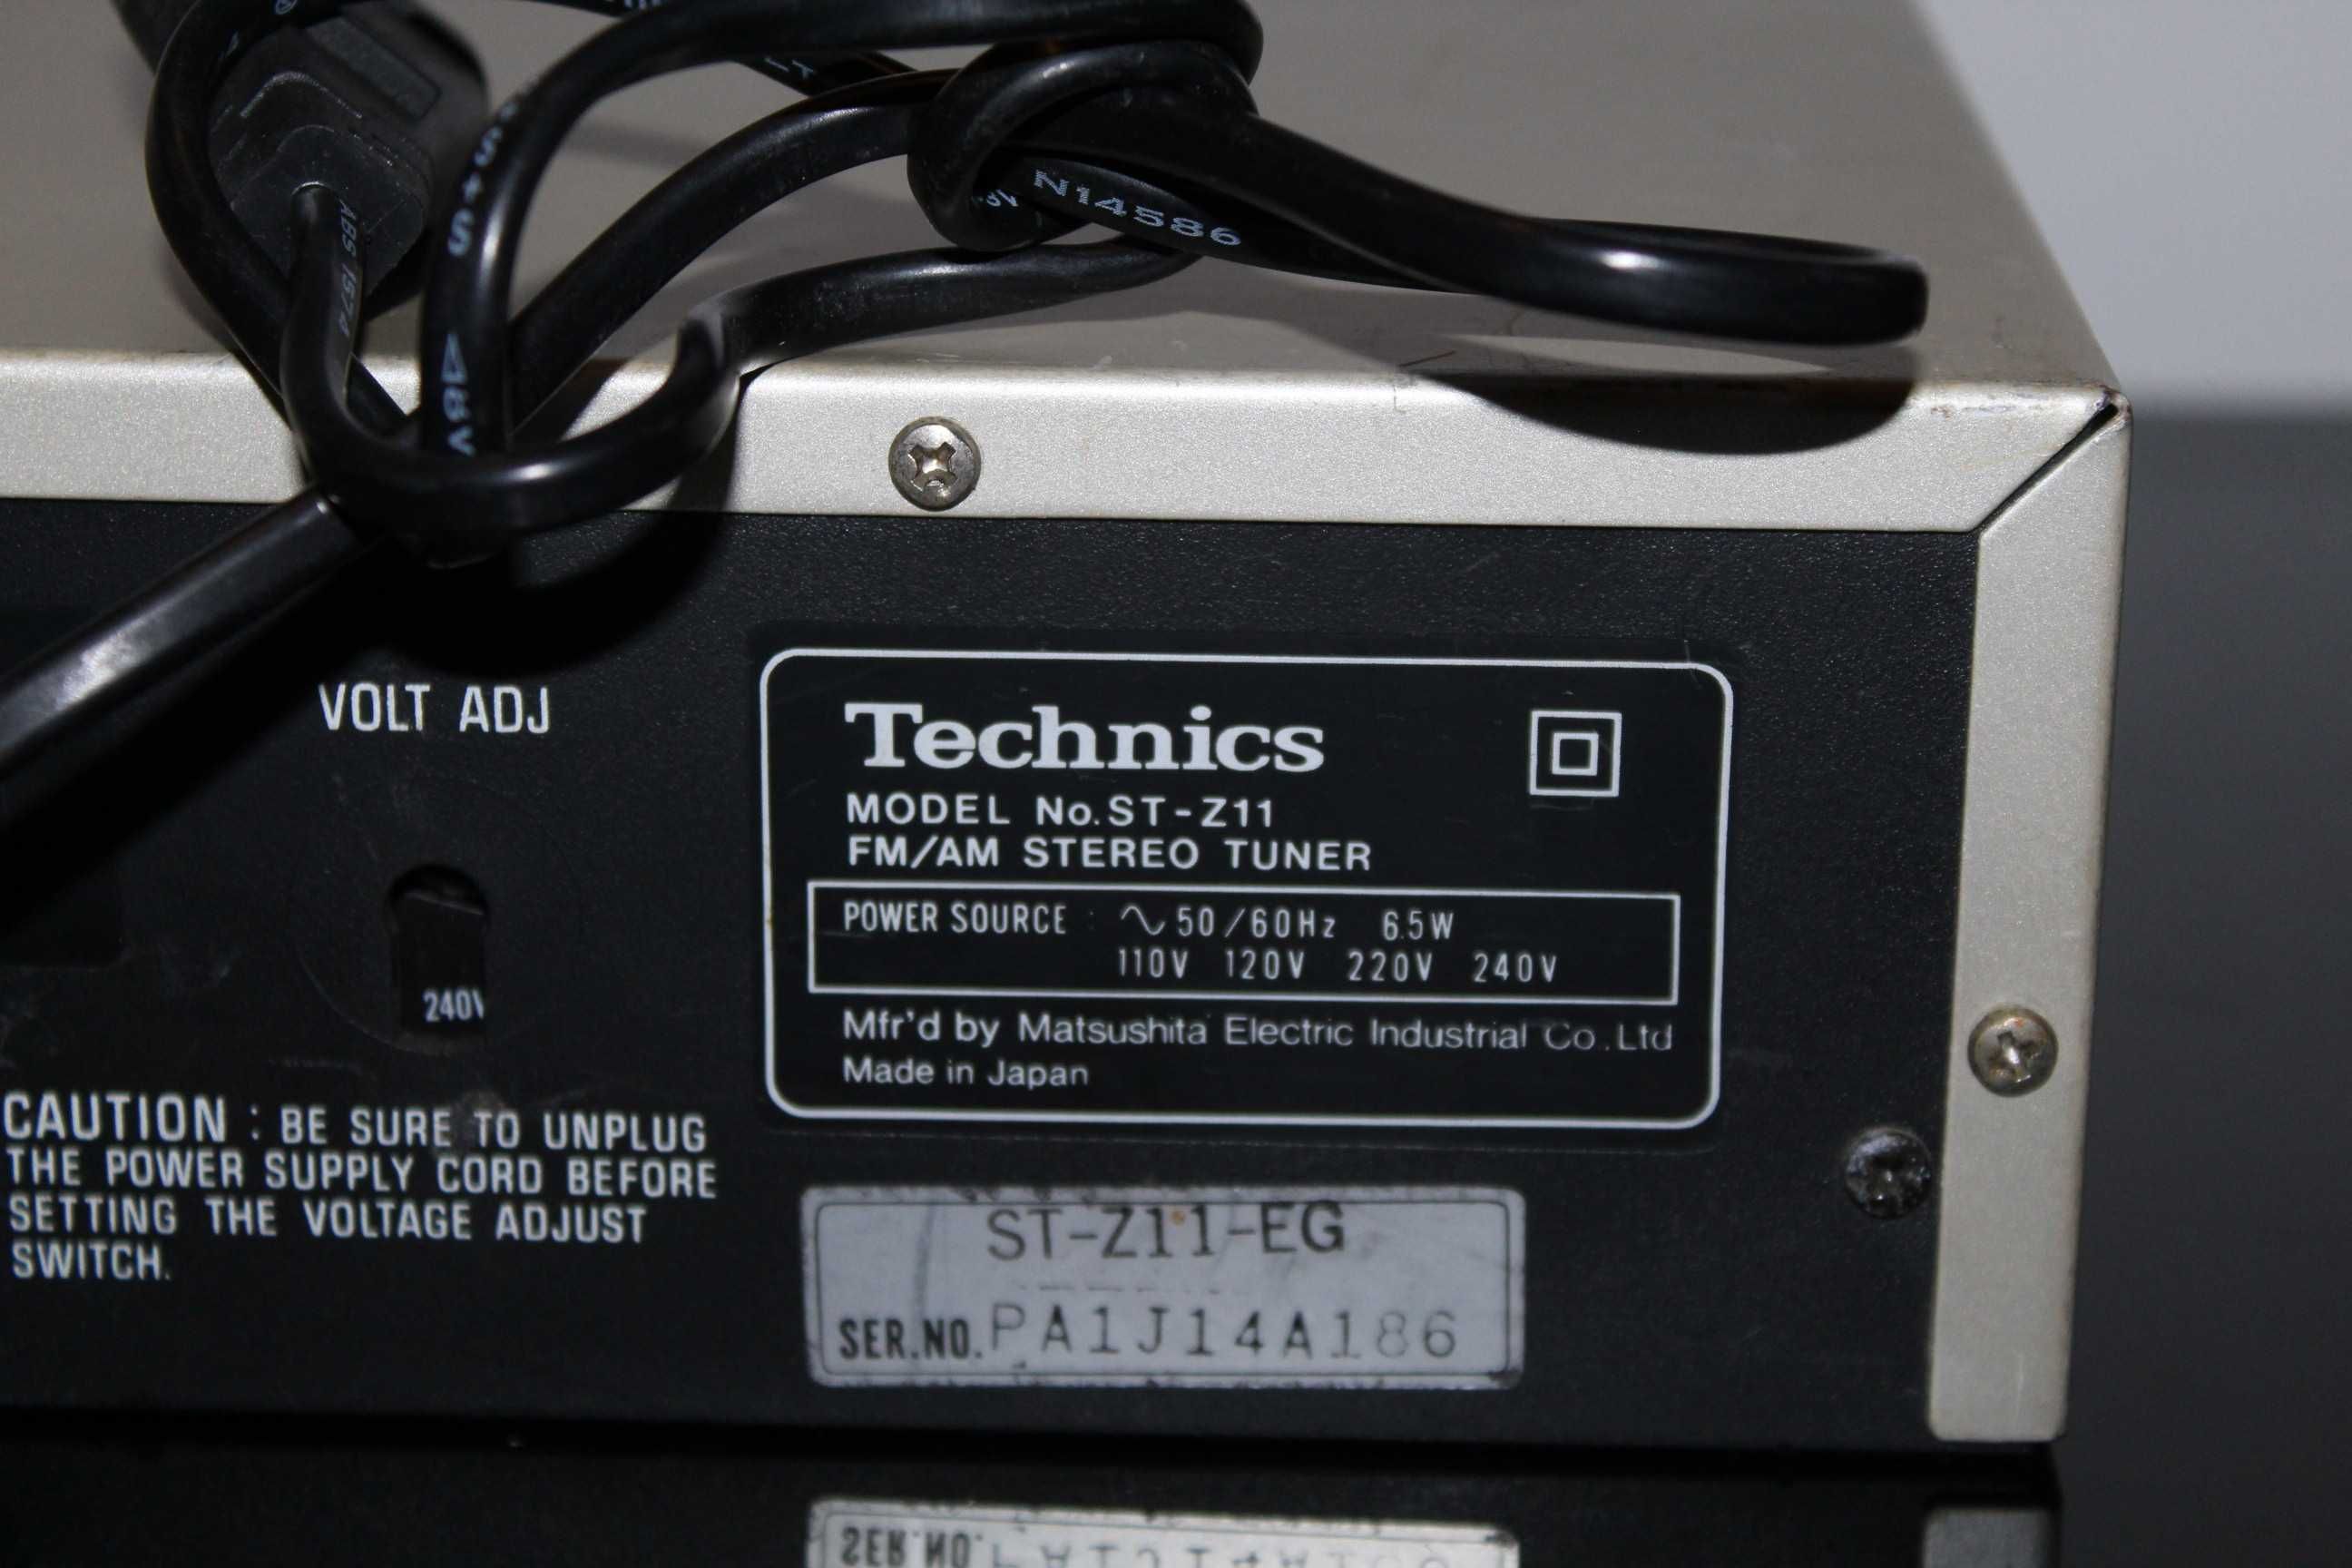 N14586
ABS 1574
VOLT ADJ
240V
CAUTION : BE SURE TO UNPLUG
THE POWER SUPPLY CORD BEFORE
SETTING THE VOLTAGE ADJUST
SWITCH.
Technics
MODEL No. ST-Z11
FM/AM STEREO TUNER
POWER SOURCE : ∿ 50/60Hz 6.5W
110V 120V 220V 240V
Mfr'd by Matsushita Electric Industrial Co.Ltd
Made in Japan
ST-Z11-EG
SER.NO. PA1J14A186